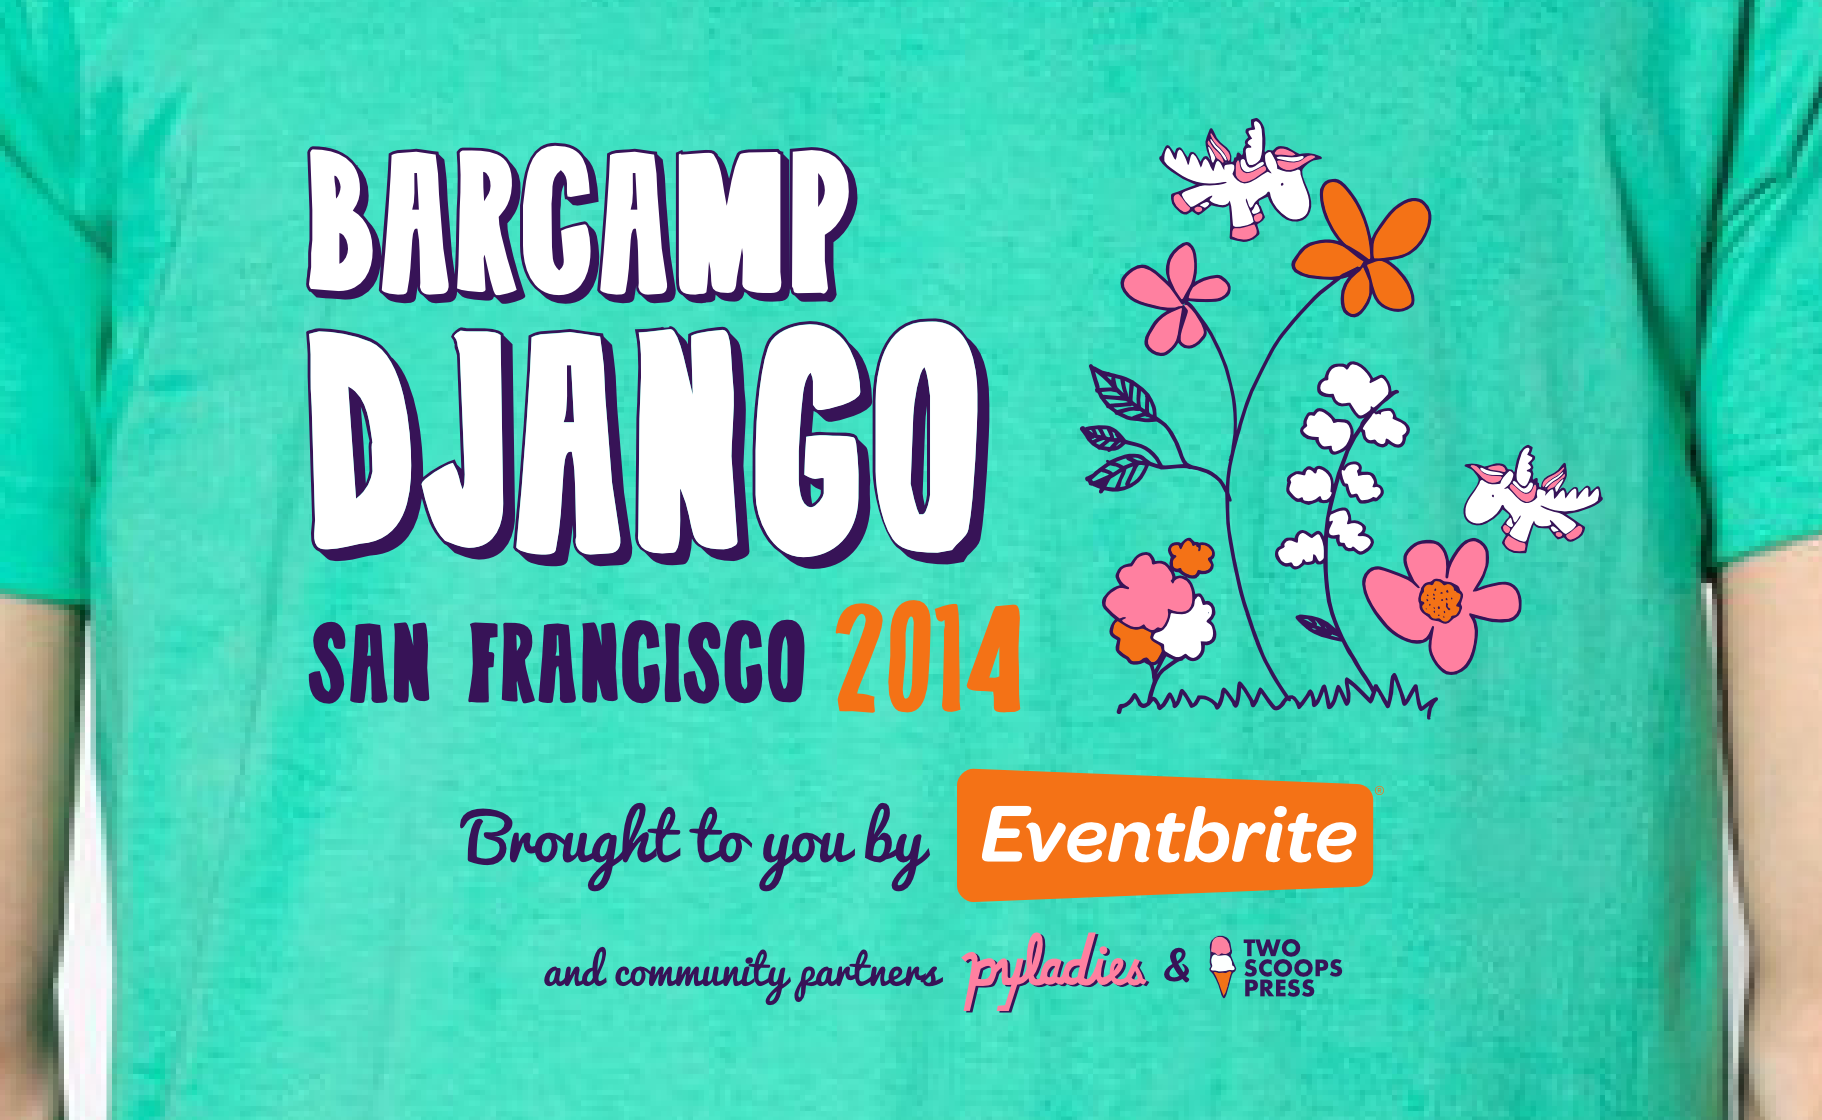 BARCAMP
DJANGO
SAN FRANCISCO 2014
Brought to you by Eventbrite®
and community partners pyladies & TWO SCOOPS PRESS